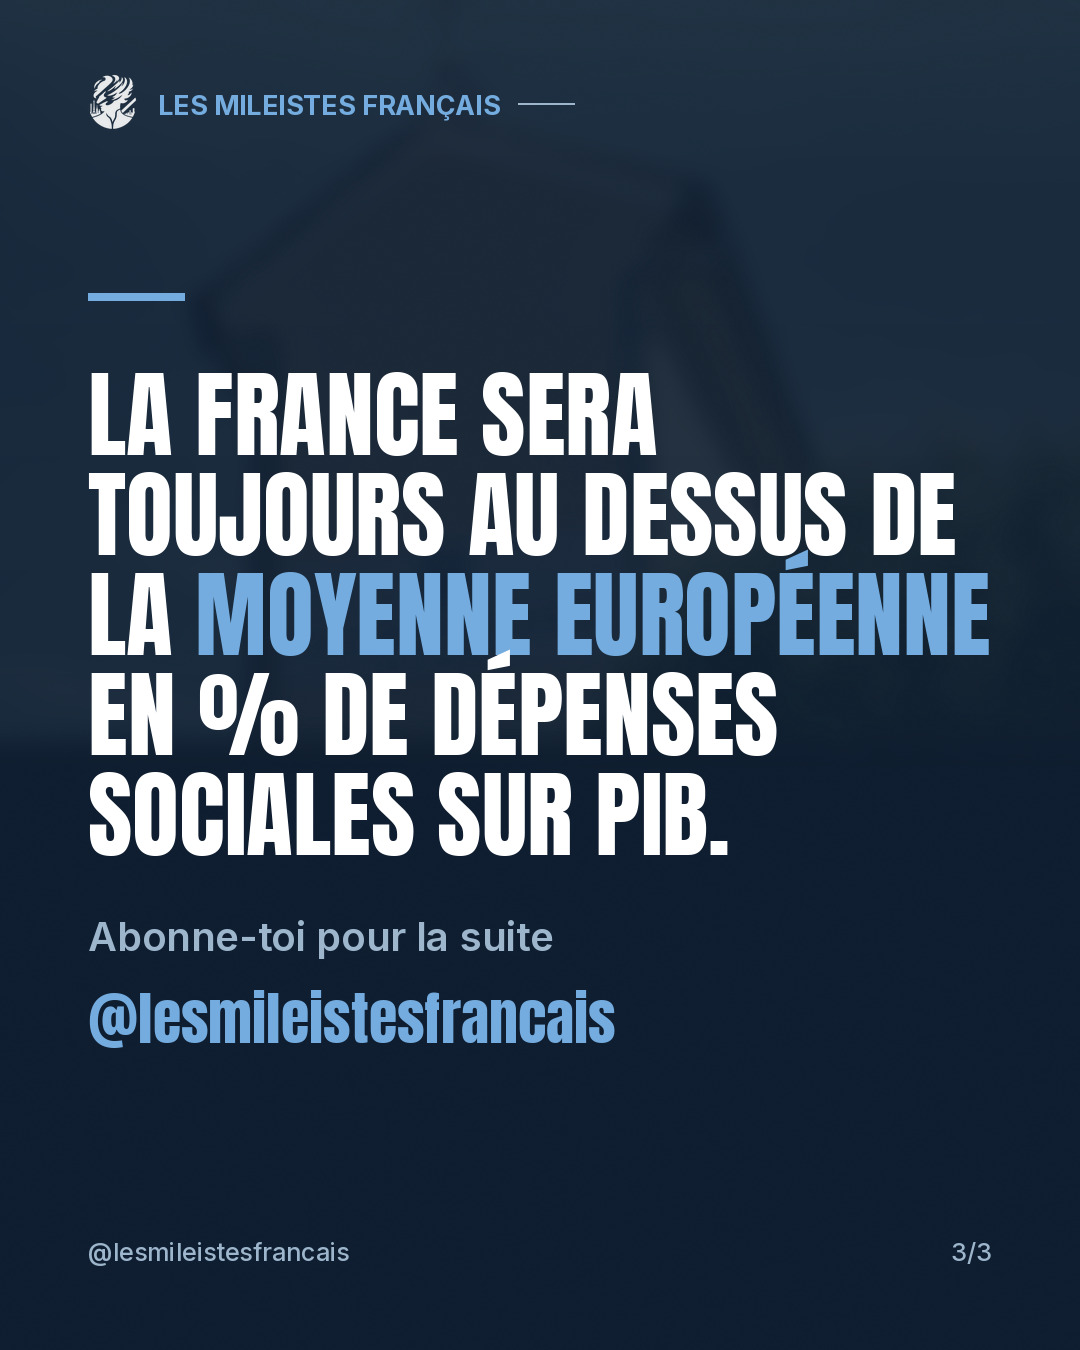 LES MILEISTES FRANÇAIS
LA FRANCE SERA
TOUJOURS AU DESSUS DE
LA MOYENNE EUROPÉENNE
EN % DE DÉPENSES
SOCIALES SUR PIB.
Abonne-toi pour la suite
@lesmileistesfrancais
@lesmileistesfrancais
3/3